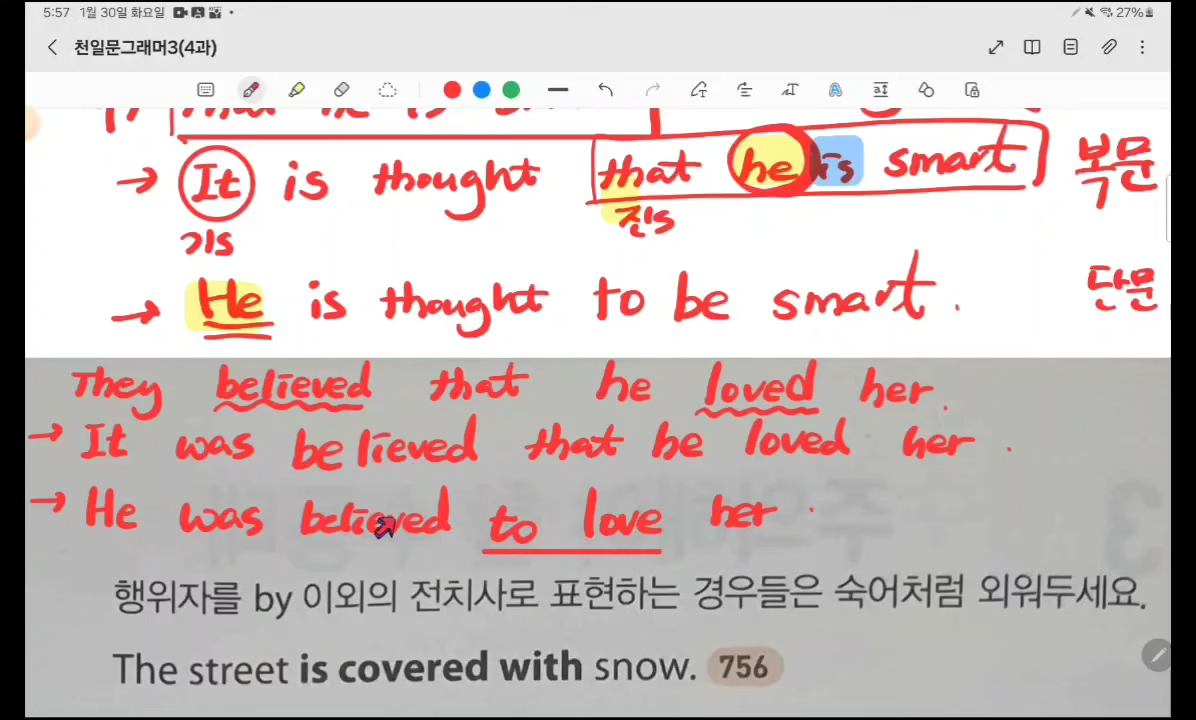 5:57 1월 30일 화요일
27%
천일문그래머3(4과)
→ It is thought that he is smart 복문
가S 진S
→ He is thought to be smart. 단문
They believed that he loved her.
→ It was believed that he loved her.
→ He was believed to love her.
행위자를 by 이외의 전치사로 표현하는 경우들은 숙어처럼 외워두세요.
The street is covered with snow. 756